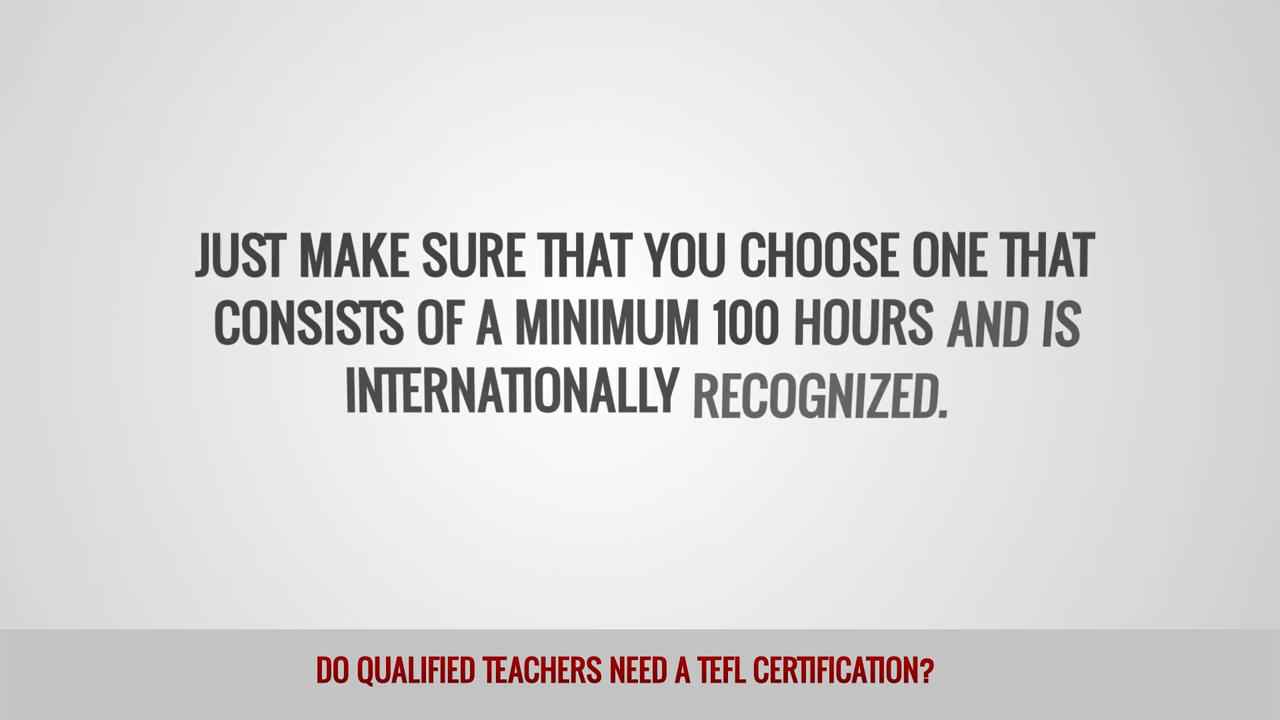 JUST MAKE SURE THAT YOU CHOOSE ONE THAT
CONSISTS OF A MINIMUM 100 HOURS AND IS
INTERNATIONALLY RECOGNIZED.
DO QUALIFIED TEACHERS NEED A TEFL CERTIFICATION?